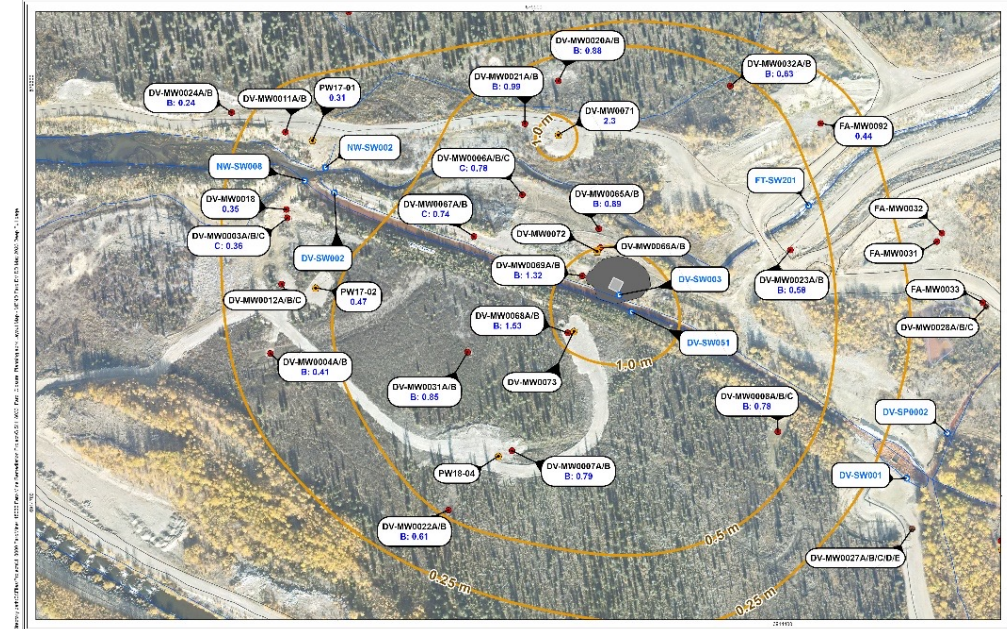 DV-MW0020A/B
B: 0.88
DV-MW0032A/B
B: 0.63
DV-MW0021A/B
B: 0.99
DV-MW0024A/B
B: 0.24
DV-MW0011A/B
PW17-01
0.31
DV-MW0071
2.3
1.0 m
FA-MW0092
0.44
NW-SW002
NW-SW008
DV-MW0006A/B/C
C: 0.78
FT-SW201
DV-MW0018
0.35
DV-MW0067A/B
C: 0.74
DV-MW0065A/B
B: 0.89
FA-MW0032
DV-MW0003A/B/C
C: 0.36
DV-MW0072
DV-MW0066A/B
FA-MW0031
DV-SW002
DV-MW0069A/B
B: 1.32
DV-SW003
DV-MW0023A/B
B: 0.58
FA-MW0033
DV-MW0012A/B/C
PW17-02
0.47
DV-MW0068A/B
B: 1.53
DV-MW0028A/B/C
DV-SW051
DV-MW0004A/B
B: 0.41
1.0 m
DV-MW0031A/B
B: 0.85
DV-MW0073
DV-MW0008A/B/C
B: 0.78
DV-SP0002
PW18-04
DV-MW0007A/B
B: 0.79
DV-SW001
DV-MW0022A/B
B: 0.61
0.5 m
DV-MW0027A/B/C/D/E
0.25 m
0.25 m